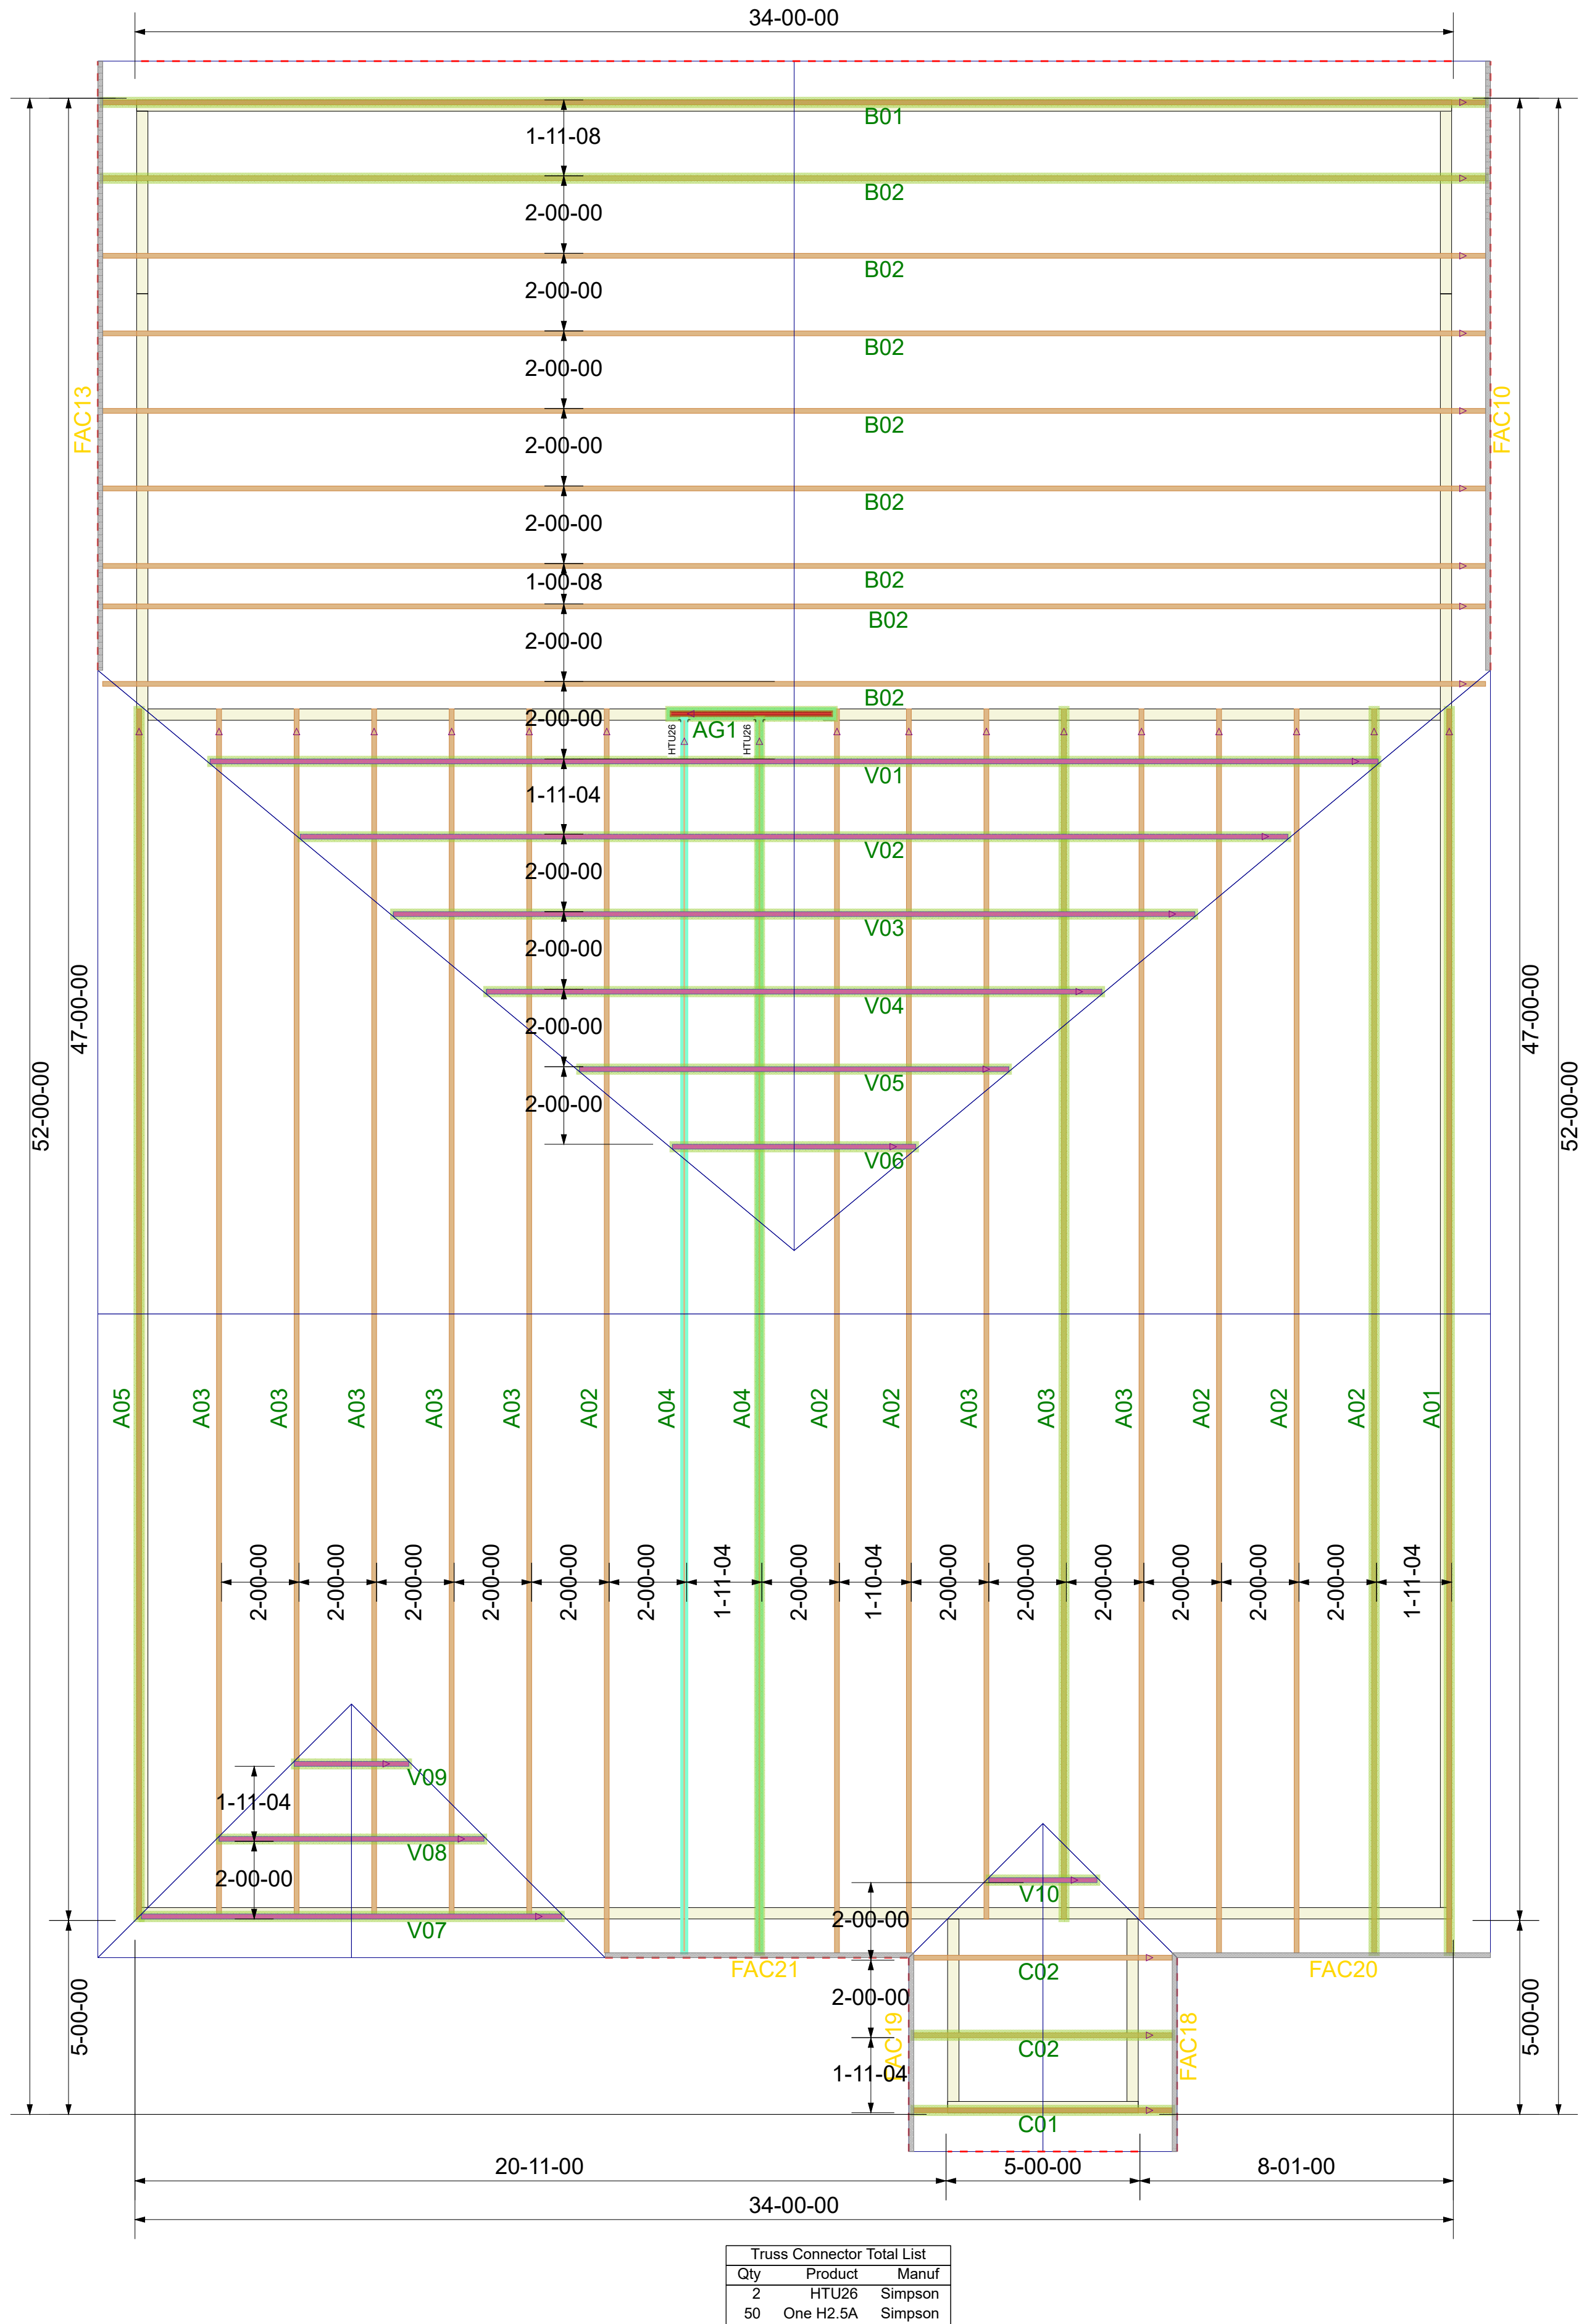 34-00-00
B01
1-11-08
B02
2-00-00
B02
2-00-00
B02
2-00-00
FAC13
FAC10
B02
2-00-00
B02
2-00-00
B02
1-00-08
B02
2-00-00
B02
2-00-00
HTU26
AG1
HTU26
V01
1-11-04
V02
2-00-00
V03
2-00-00
47-00-00
47-00-00
V04
2-00-00
52-00-00
52-00-00
V05
2-00-00
V06
A05
A03
A03
A03
A03
A03
A02
A04
A04
A02
A02
A03
A03
A03
A02
A02
A02
A01
2-00-00
2-00-00
2-00-00
2-00-00
2-00-00
2-00-00
1-11-04
2-00-00
1-10-04
2-00-00
2-00-00
2-00-00
2-00-00
2-00-00
2-00-00
1-11-04
V09
1-11-04
V08
2-00-00
V10
2-00-00
V07
FAC21
C02
FAC20
2-00-00
5-00-00
5-00-00
FAC19
C02
FAC18
1-11-04
C01
20-11-00
5-00-00
8-01-00
34-00-00
Truss Connector Total List
Qty Product Manuf
2 HTU26 Simpson
50 One H2.5A Simpson